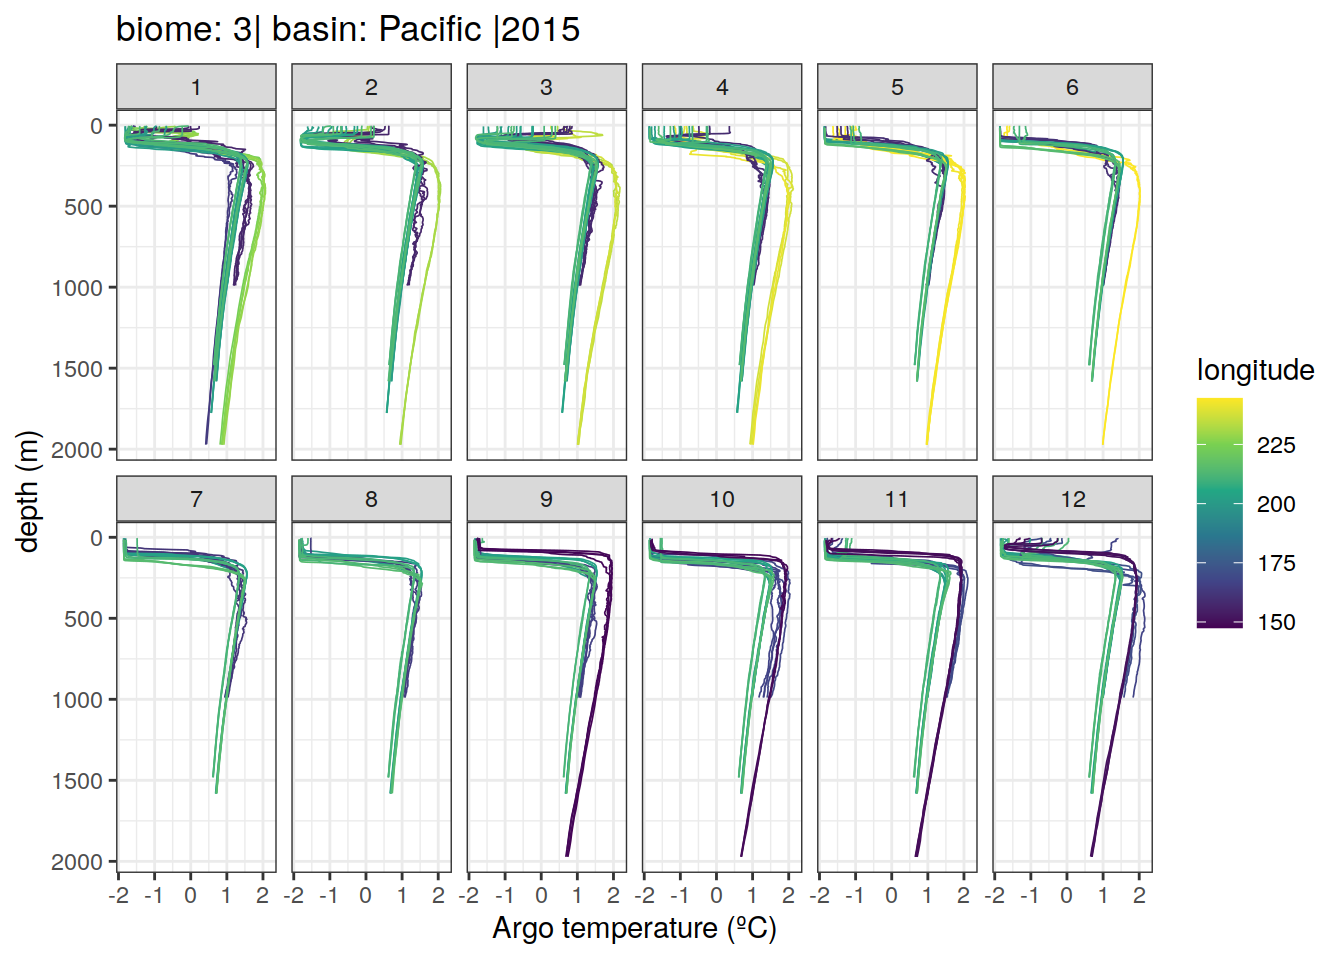 biome: 3| basin: Pacific |2015
1 2 3 4 5 6
0
500
1000
1500
2000
7 8 9 10 11 12
0
500
1000
1500
2000
-2 -1 0 1 2 -2 -1 0 1 2 -2 -1 0 1 2 -2 -1 0 1 2 -2 -1 0 1 2 -2 -1 0 1 2
Argo temperature (ºC)
depth (m)
longitude
225
200
175
150